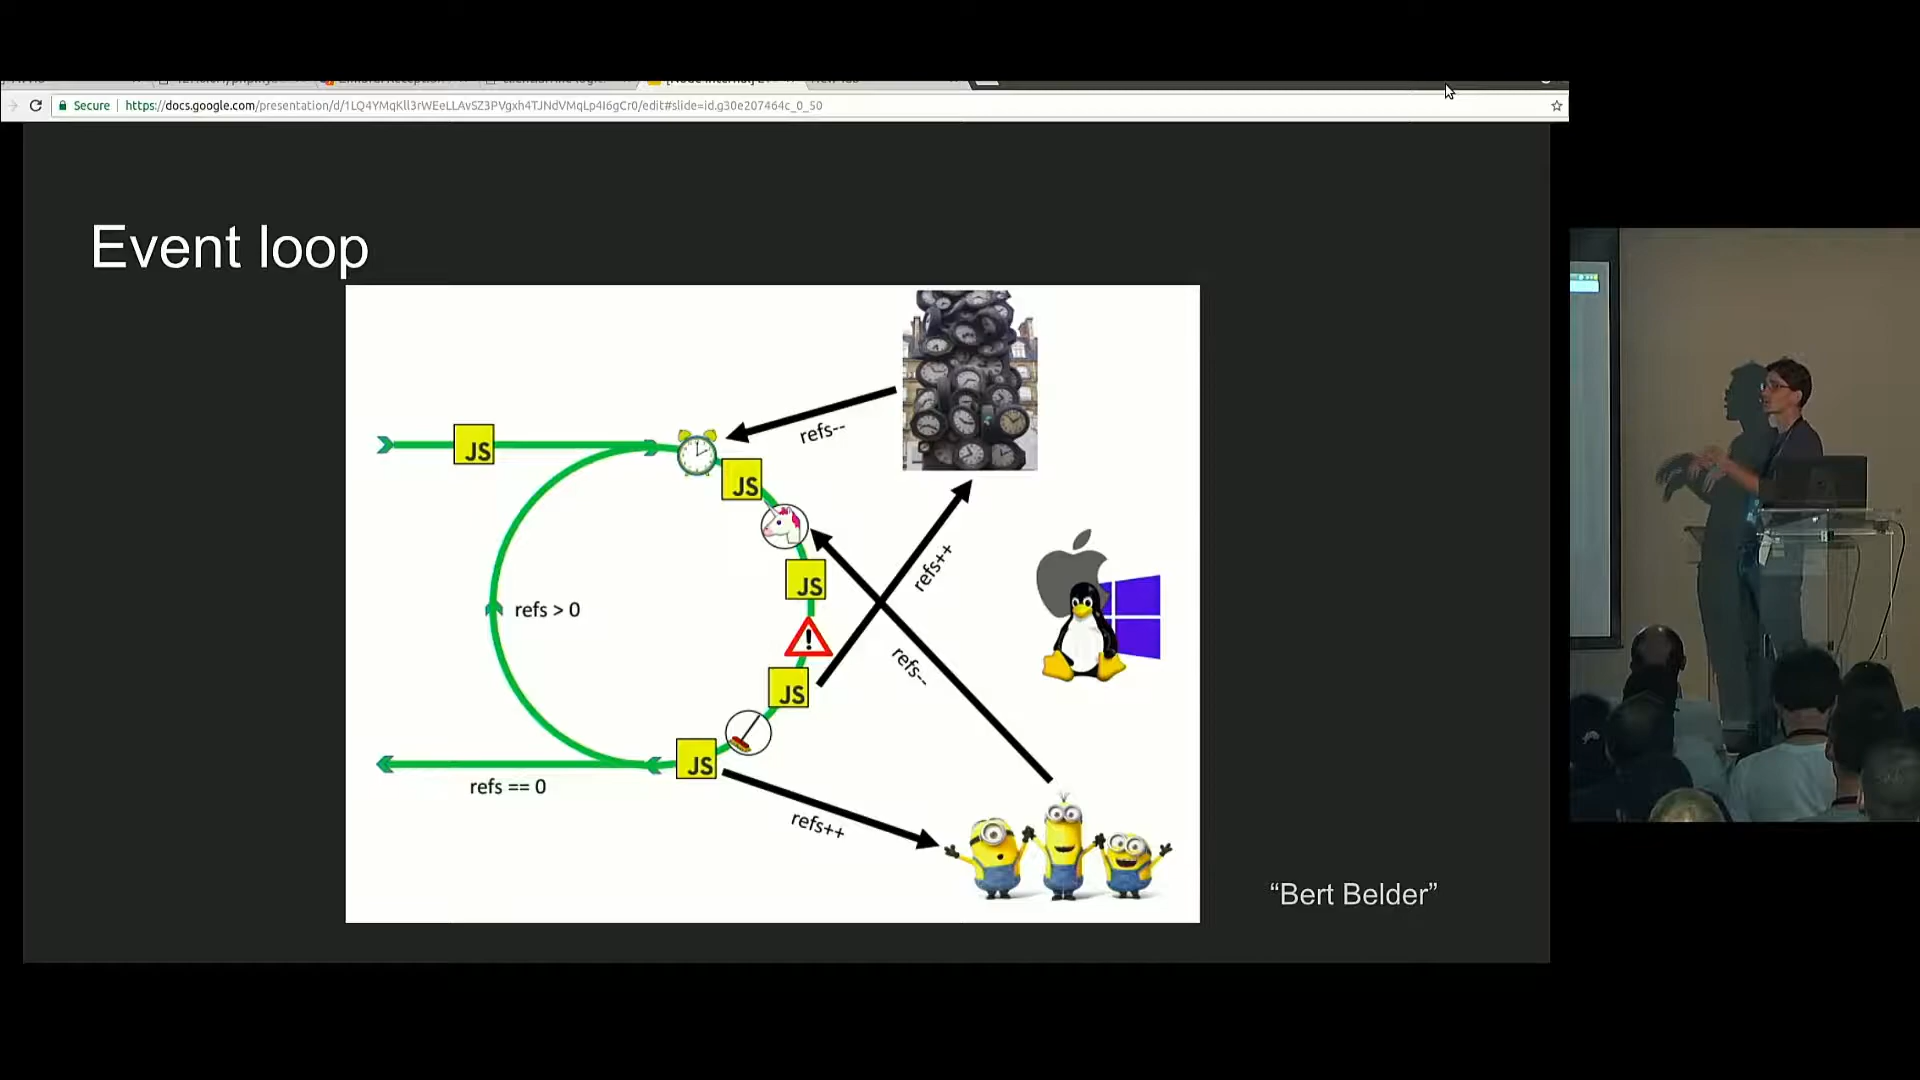 Secure
https://docs.google.com/presentation/d/1LQ4YMqKll3rWEeLLAvSZ3PVgxh4TJNdVMqLp4I6gCr0/edit#slide=id.g30e207464c_0_50
Event loop
refs--
JS
JS
refs++
JS
refs > 0
refs--
JS
JS
refs == 0
refs++
"Bert Belder"